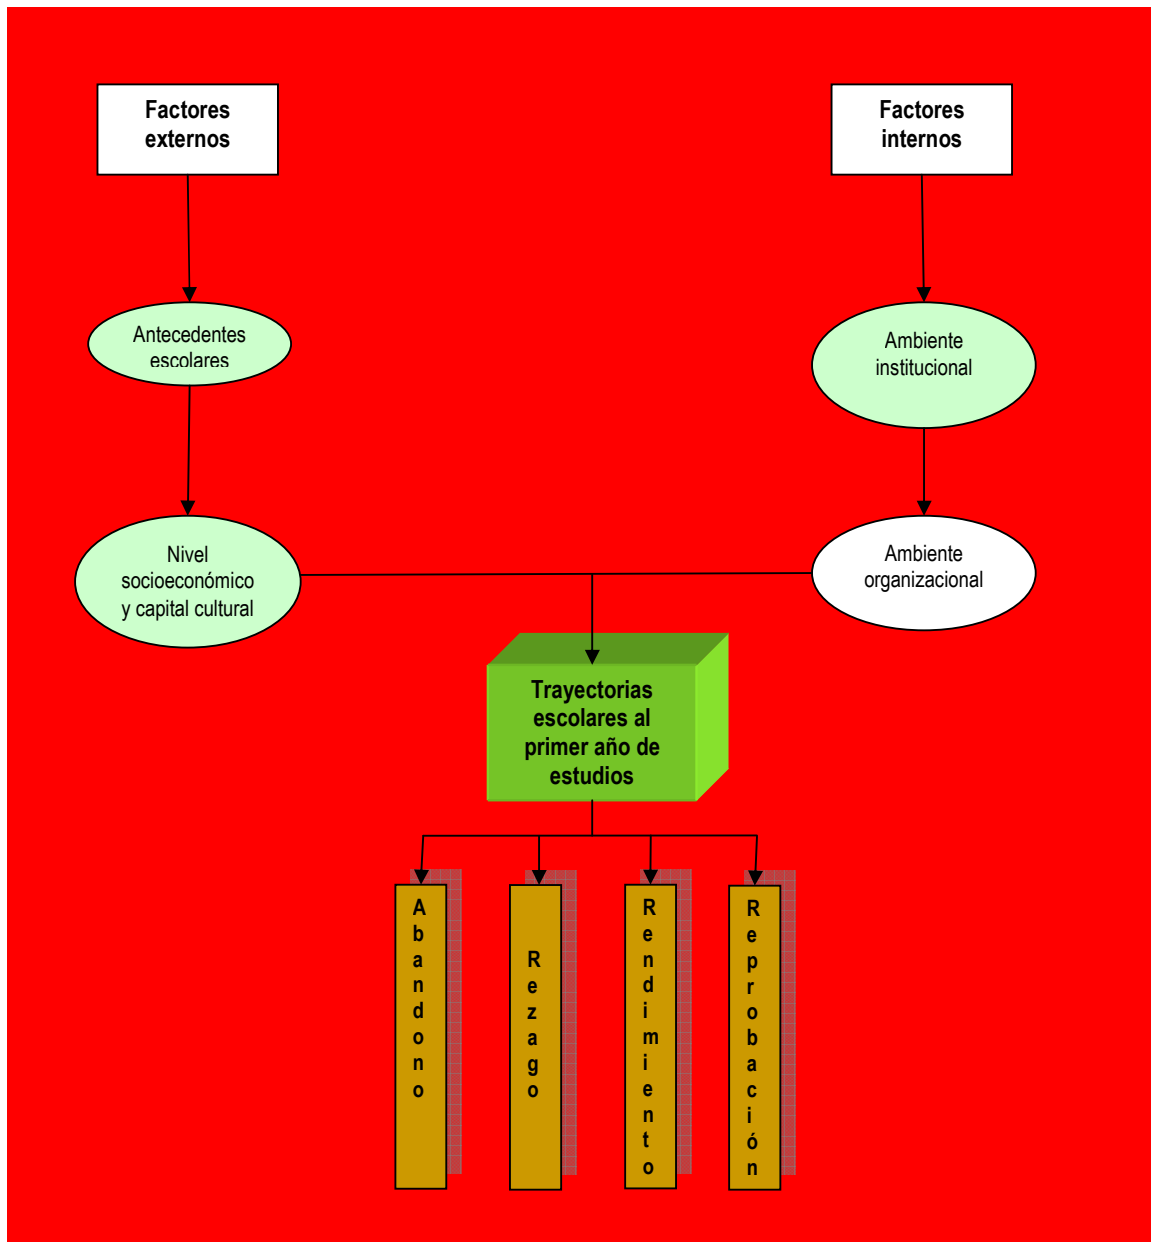 Factores
externos
Factores
internos
Antecedentes
escolares
Ambiente
institucional
Nivel
socioeconómico
y capital cultural
Ambiente
organizacional
Trayectorias
escolares al
primer año de
estudios
Abandono
Rezago
Rendimiento
Reprobación